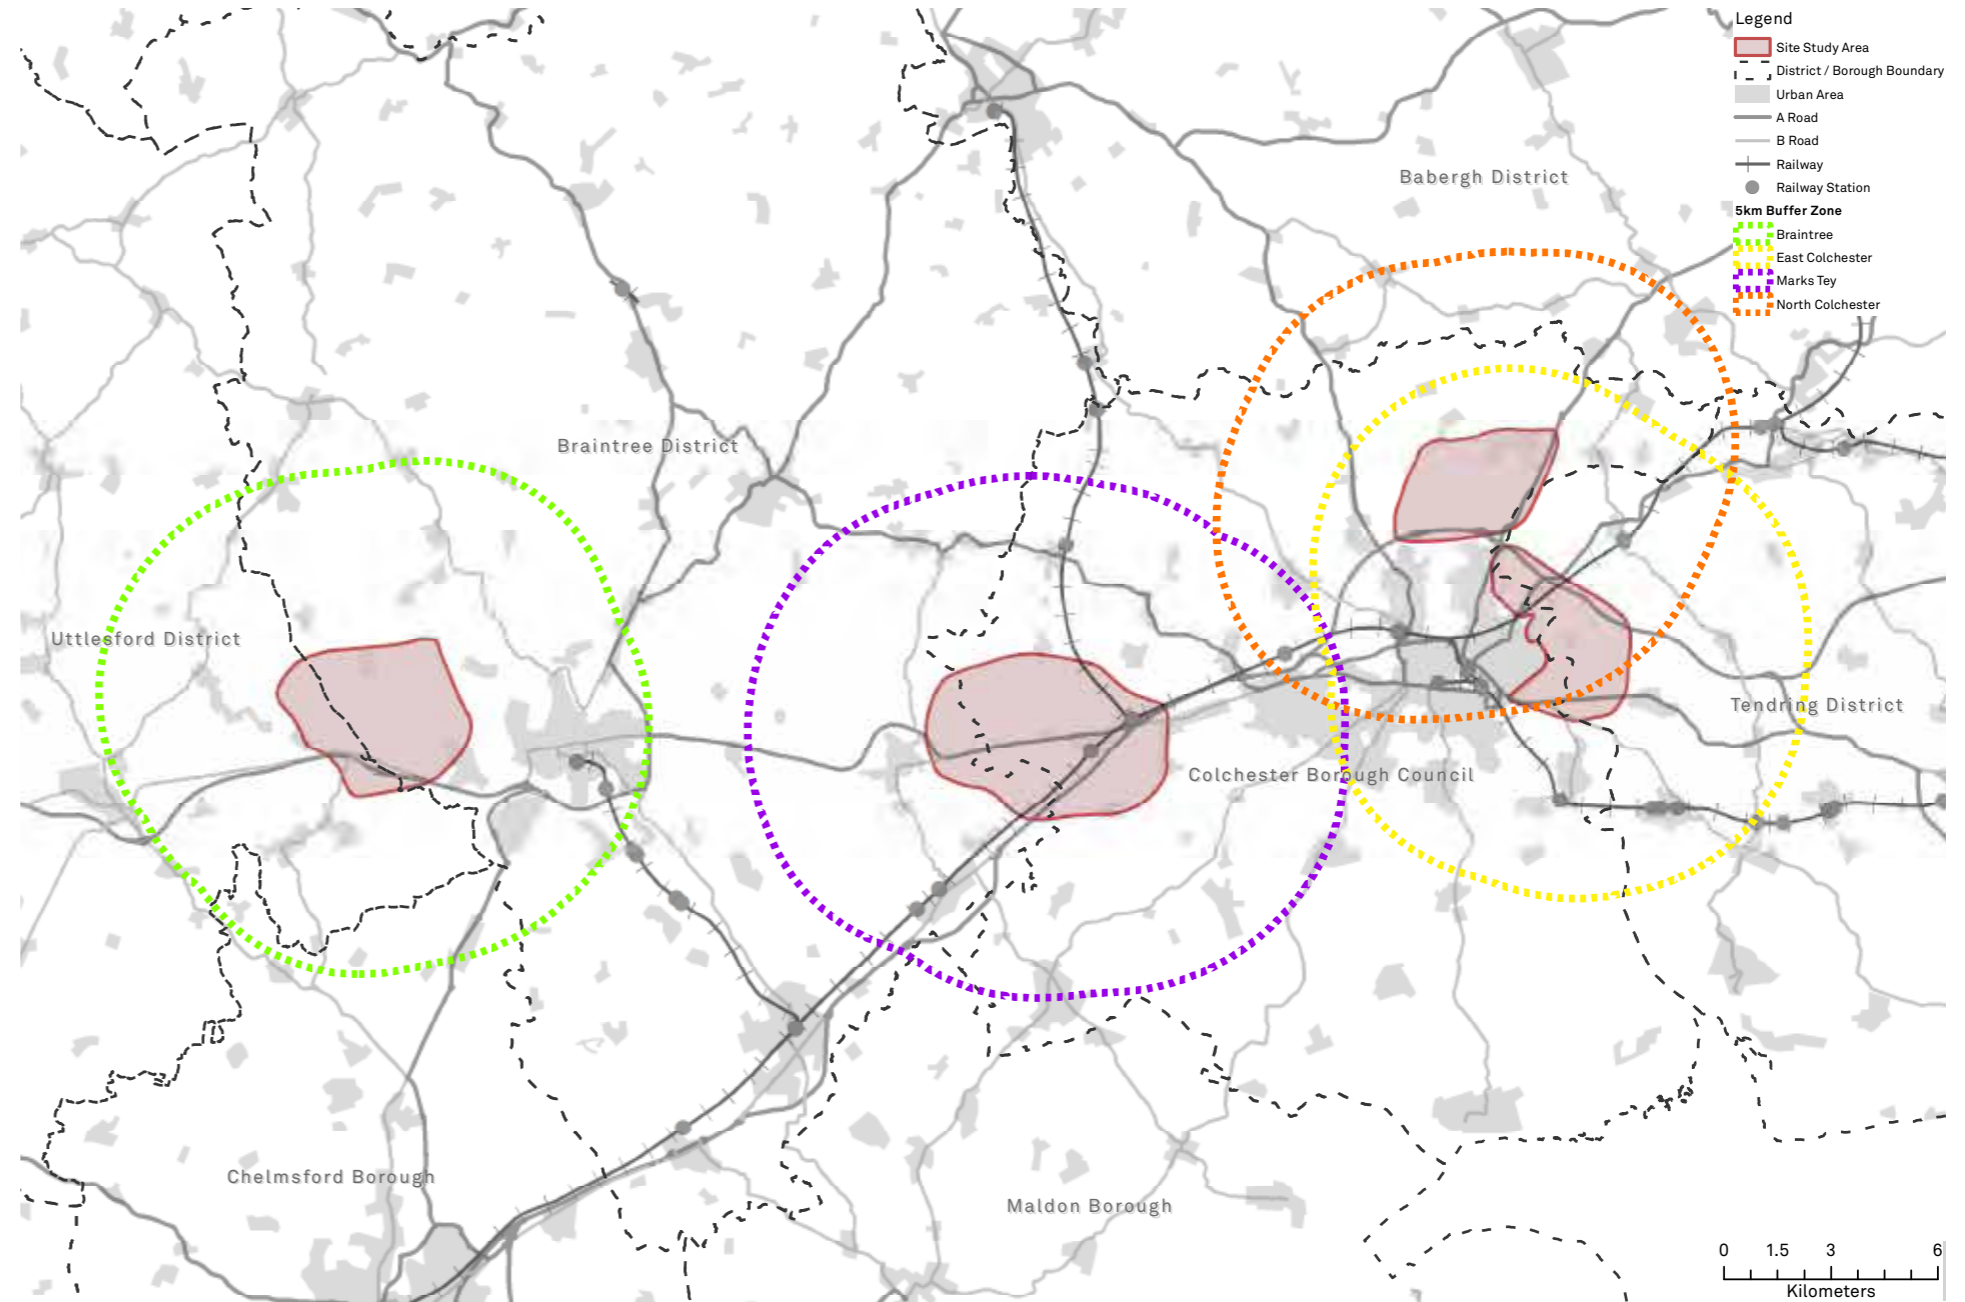 Legend
Site Study Area
District / Borough Boundary
Urban Area
A Road
B Road
Railway
Railway Station
5km Buffer Zone
Braintree
East Colchester
Marks Tey
North Colchester
Babergh District
Braintree District
Uttlesford District
Tendring District
Colchester Borough Council
Chelmsford Borough
Maldon Borough
0 1.5 3 6
Kilometers